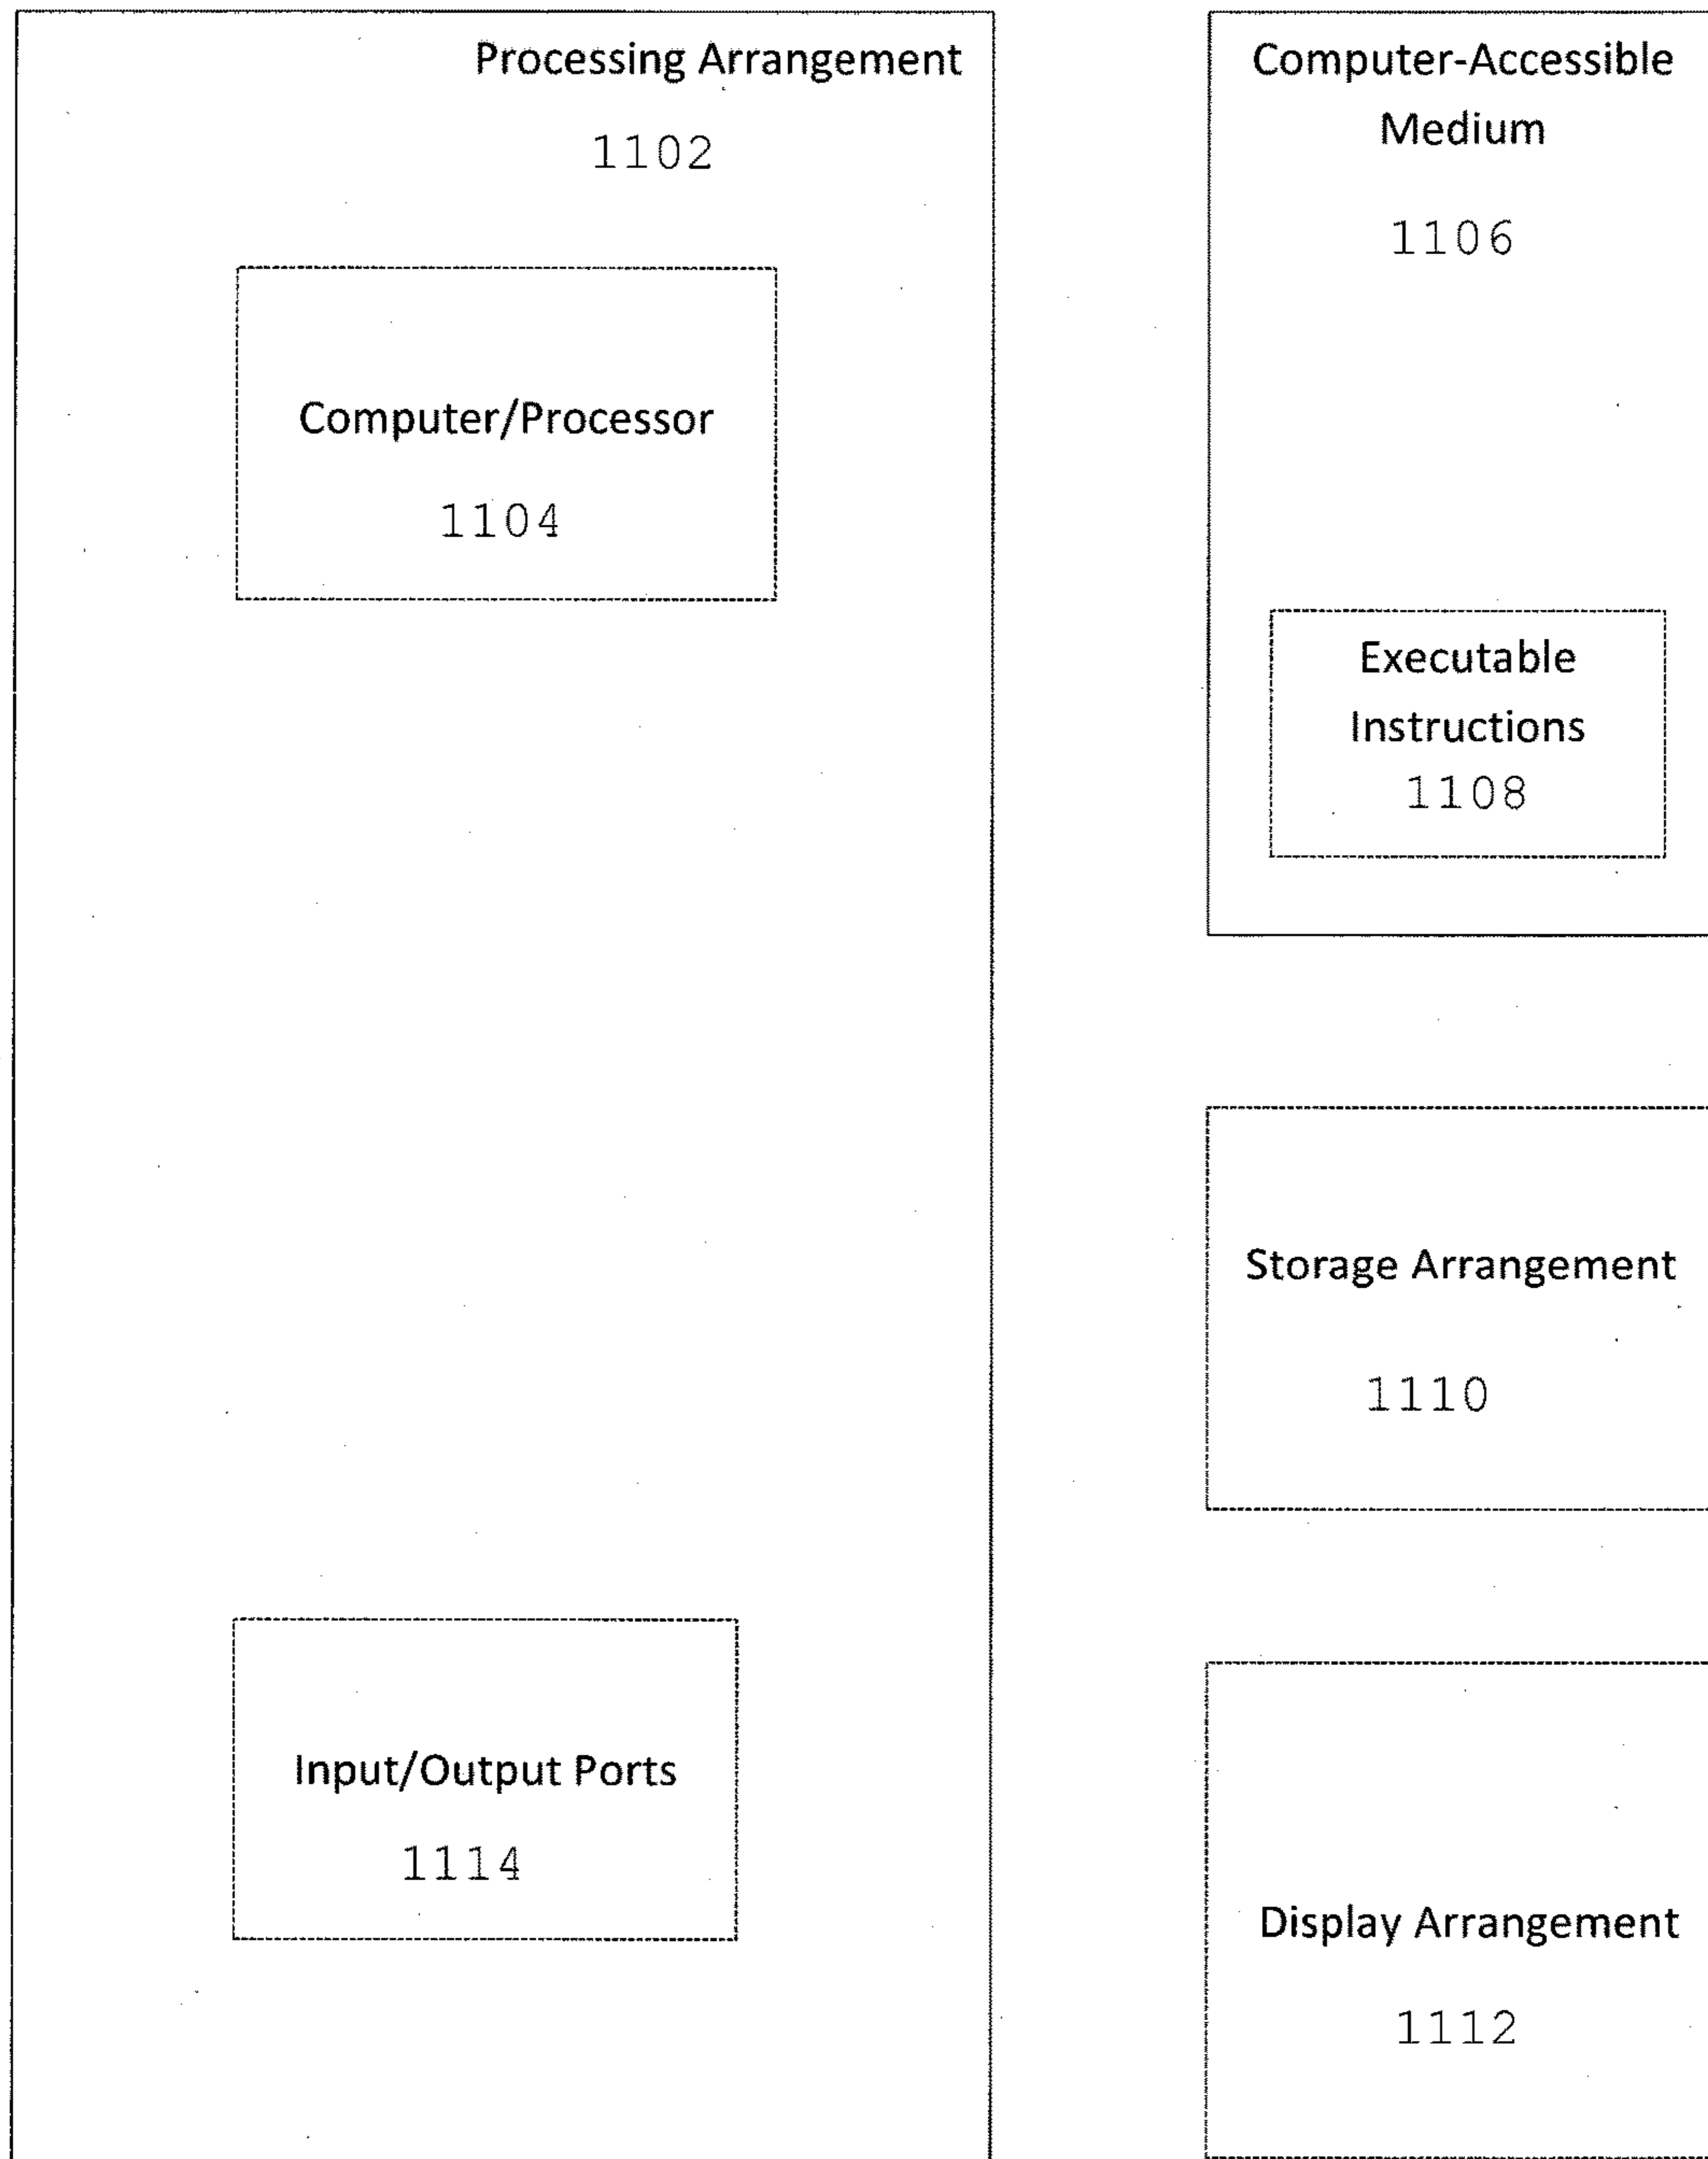 Processing Arrangement
1102
Computer/Processor
1104
Input/Output Ports
1114
Computer-Accessible
Medium
1106
Executable
Instructions
1108
Storage Arrangement
1110
Display Arrangement
1112